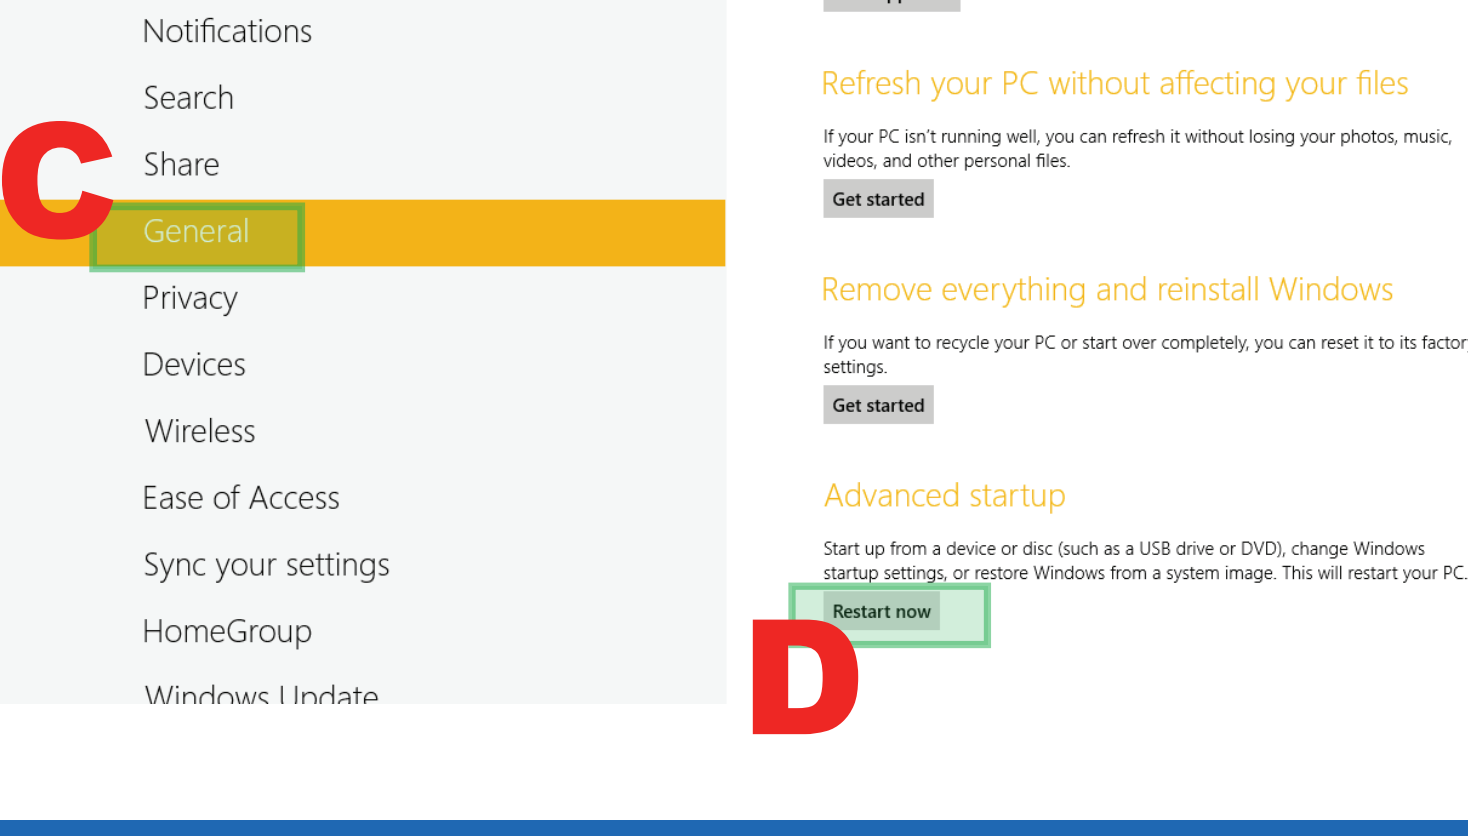 Notifications
Search
Share
C
General
Privacy
Devices
Wireless
Ease of Access
Sync your settings
HomeGroup
Windows Update
Refresh your PC without affecting your files
If your PC isn't running well, you can refresh it without losing your photos, music,
videos, and other personal files.
Get started
Remove everything and reinstall Windows
If you want to recycle your PC or start over completely, you can reset it to its factory
settings.
Get started
Advanced startup
Start up from a device or disc (such as a USB drive or DVD), change Windows
startup settings, or restore Windows from a system image. This will restart your PC.
Restart now
D